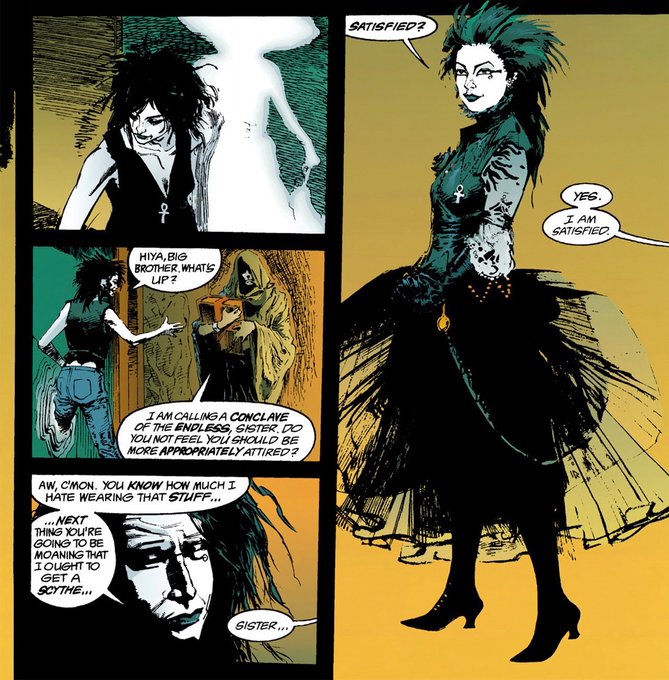 HIYA, BIG
BROTHER. WHAT'S
UP?
I AM CALLING A CONCLAVE
OF THE ENDLESS, SISTER. DO
YOU NOT FEEL YOU SHOULD BE
MORE APPROPRIATELY ATTIRED?
AW, C'MON. YOU KNOW HOW MUCH I
HATE WEARING THAT STUFF...
...NEXT
THING YOU'RE
GOING TO BE
MOANING THAT
I OUGHT TO
GET A
SCYTHE...
SISTER...
SATISFIED?
YES.
I AM
SATISFIED.